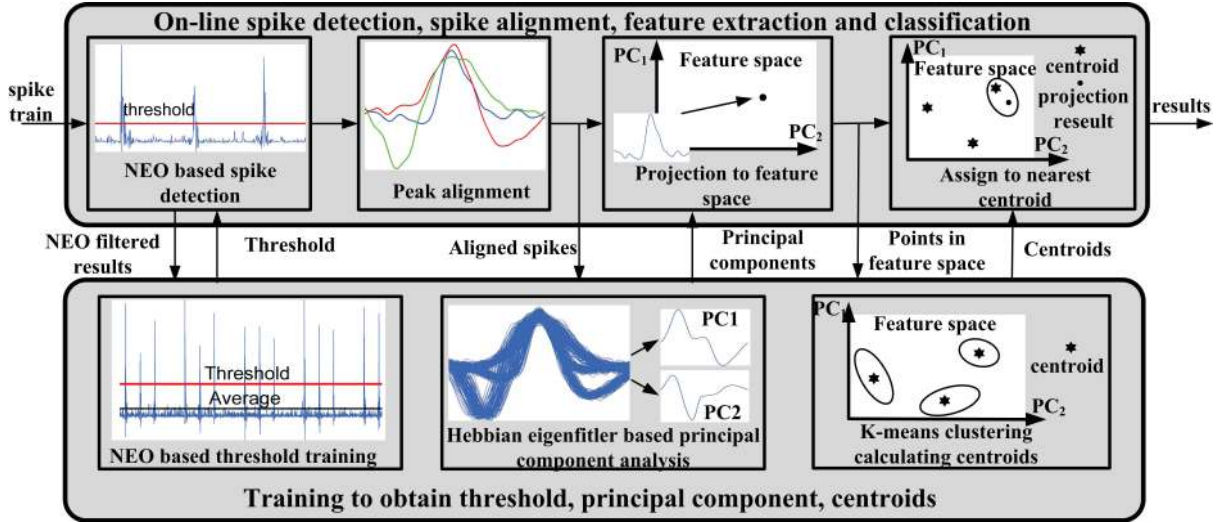 On-line spike detection, spike alignment, feature extraction and classification
spike
train
threshold
NEO based spike
detection
Peak alignment
PC1
Feature space
PC2
Projection to feature
space
PC1
Feature space
centroid
projection
reseult
PC2
Assign to nearest
centroid
results
NEO filtered
results
Threshold
Aligned spikes
Principal
components
Points in
feature space
Centroids
Threshold
Average
NEO based threshold training
PC1
PC2
Hebbian eigenfitler based principal
component analysis
PC1
Feature space
centroid
PC2
K-means clustering
calculating centroids
Training to obtain threshold, principal component, centroids